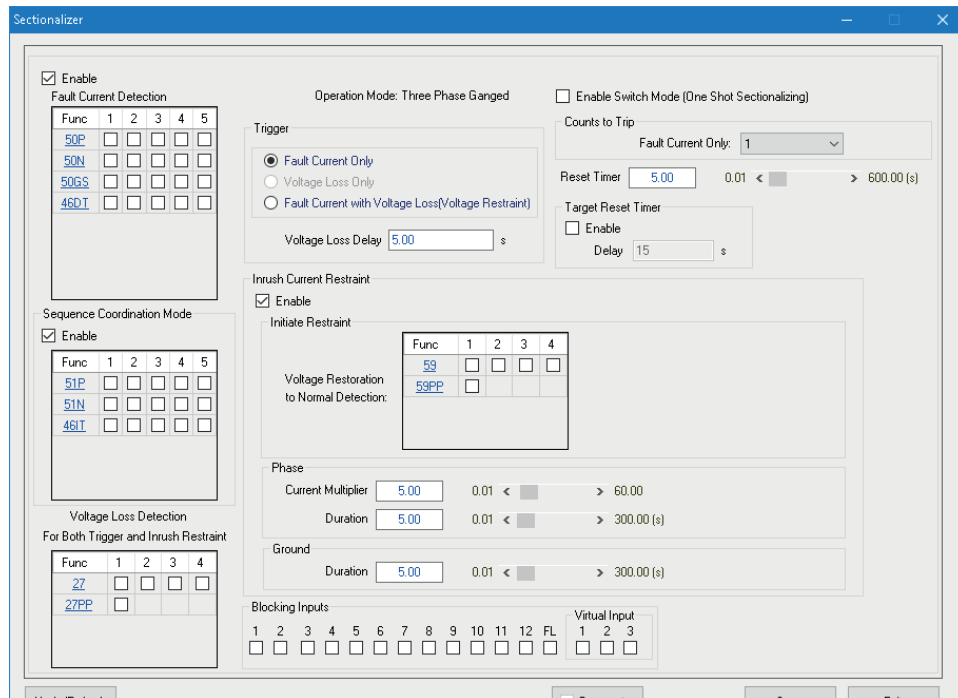 Sectionalizer
Enable
Fault Current Detection
Func 1 2 3 4 5
50P
50N
50GS
46DT
Sequence Coordination Mode
Enable
Func 1 2 3 4 5
51P
51N
46IT
Voltage Loss Detection
For Both Trigger and Inrush Restraint
Func 1 2 3 4
27
27PP
Operation Mode: Three Phase Ganged
Trigger
Fault Current Only
Voltage Loss Only
Fault Current with Voltage Loss(Voltage Restraint)
Voltage Loss Delay 5.00 s
Enable Switch Mode (One Shot Sectionalizing)
Counts to Trip
Fault Current Only: 1
Reset Timer 5.00 0.01 < > 600.00 (s)
Target Reset Timer
Enable
Delay 15 s
Inrush Current Restraint
Enable
Initiate Restraint
Voltage Restoration
to Normal Detection:
Func 1 2 3 4
59
59PP
Phase
Current Multiplier 5.00 0.01 < > 60.00
Duration 5.00 0.01 < > 300.00 (s)
Ground
Duration 5.00 0.01 < > 300.00 (s)
Blocking Inputs
1 2 3 4 5 6 7 8 9 10 11 12 FL
Virtual Input
1 2 3